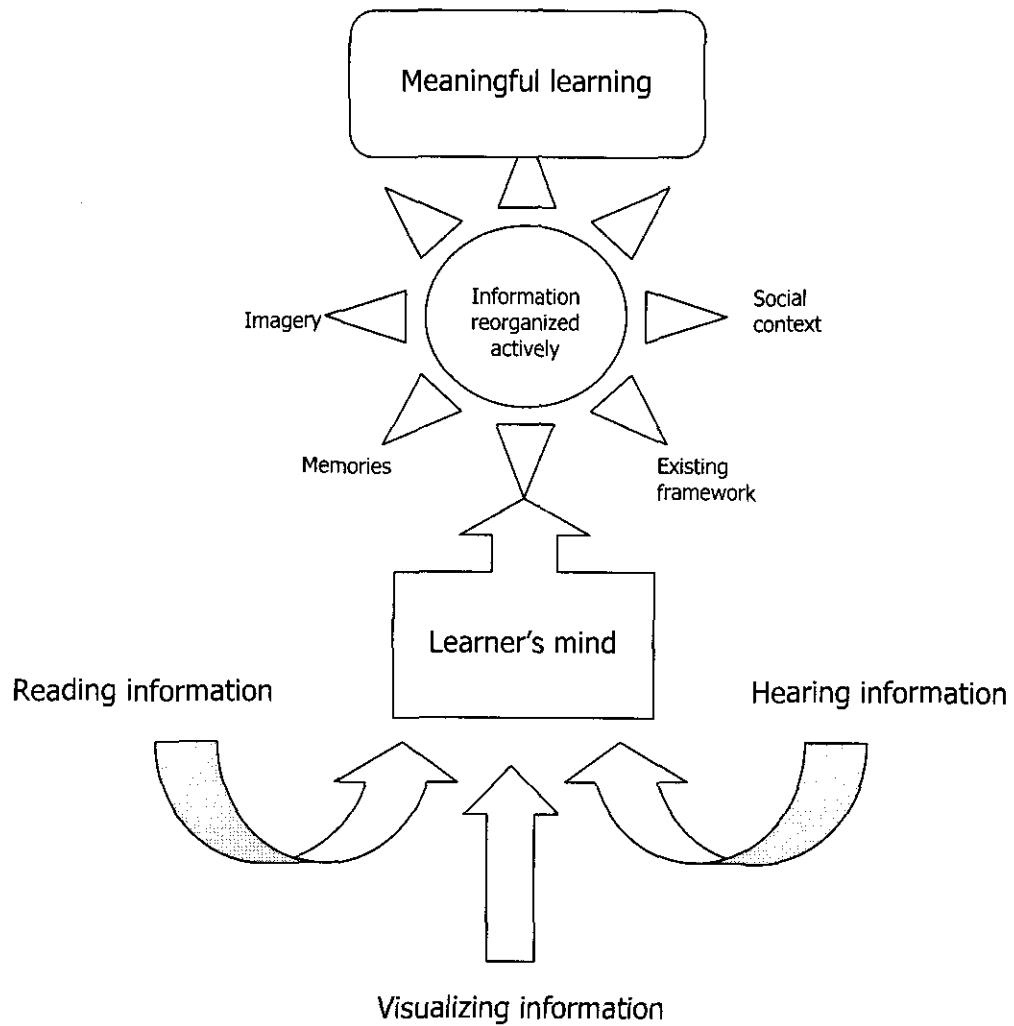 Meaningful learning
Information
reorganized
actively
Imagery
Social
context
Memories
Existing
framework
Learner's mind
Reading information
Hearing information
Visualizing information